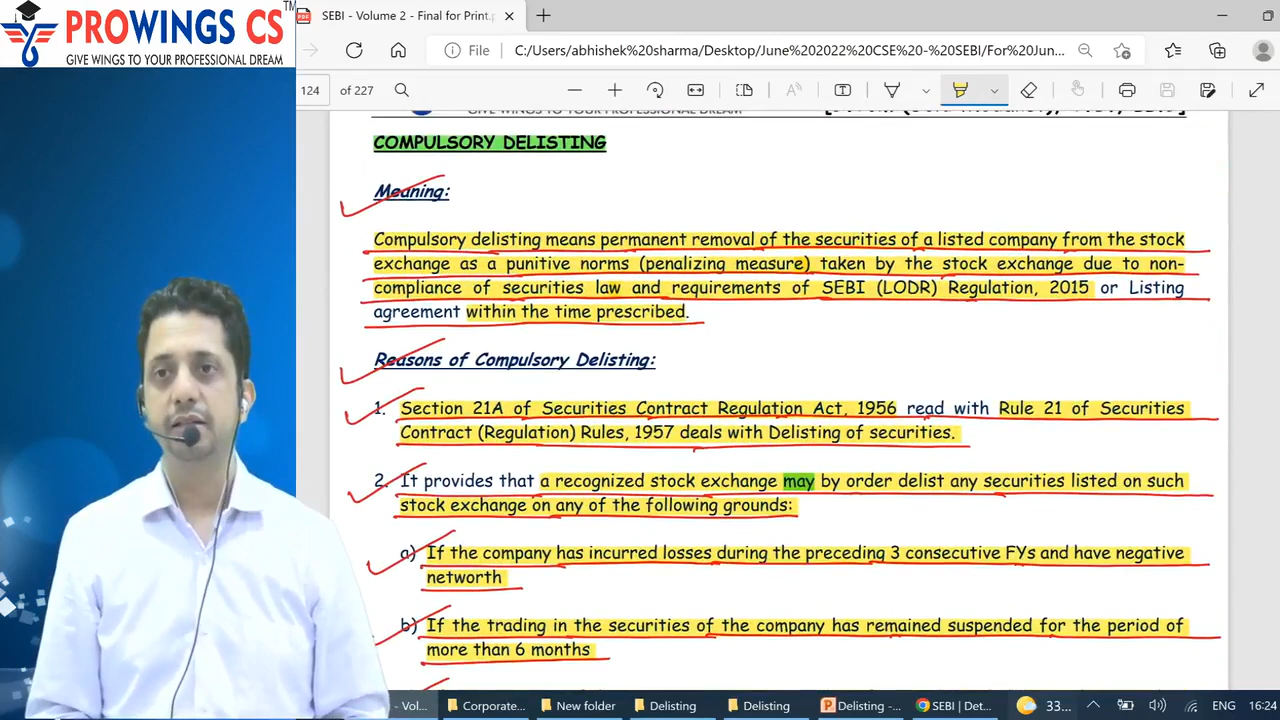 PROWINGS CS
TM
GIVE WINGS TO YOUR PROFESSIONAL DREAM
SEBI - Volume 2 - Final for Print.p
File
C:/Users/abhishek%20sharma/Desktop/June%202022%20CSE%20-%20SEBI/For%20Jun...
124
of 227
GIVE WINGS TO YOUR PROFESSIONAL DREAM
COMPULSORY DELISTING
Meaning:
Compulsory delisting means permanent removal of the securities of a listed company from the stock
exchange as a punitive norms (penalizing measure) taken by the stock exchange due to non-
compliance of securities law and requirements of SEBI (LODR) Regulation, 2015 or Listing
agreement within the time prescribed.
Reasons of Compulsory Delisting:
1. Section 21A of Securities Contract Regulation Act, 1956 read with Rule 21 of Securities
Contract (Regulation) Rules, 1957 deals with Delisting of securities.
2. It provides that a recognized stock exchange may by order delist any securities listed on such
stock exchange on any of the following grounds:
a) If the company has incurred losses during the preceding 3 consecutive FYs and have negative
networth
b) If the trading in the securities of the company has remained suspended for the period of
more than 6 months
- Vol...
Corporate...
New folder
Delisting
Delisting
Delisting -...
SEBI | Det...
33...
ENG
16:24